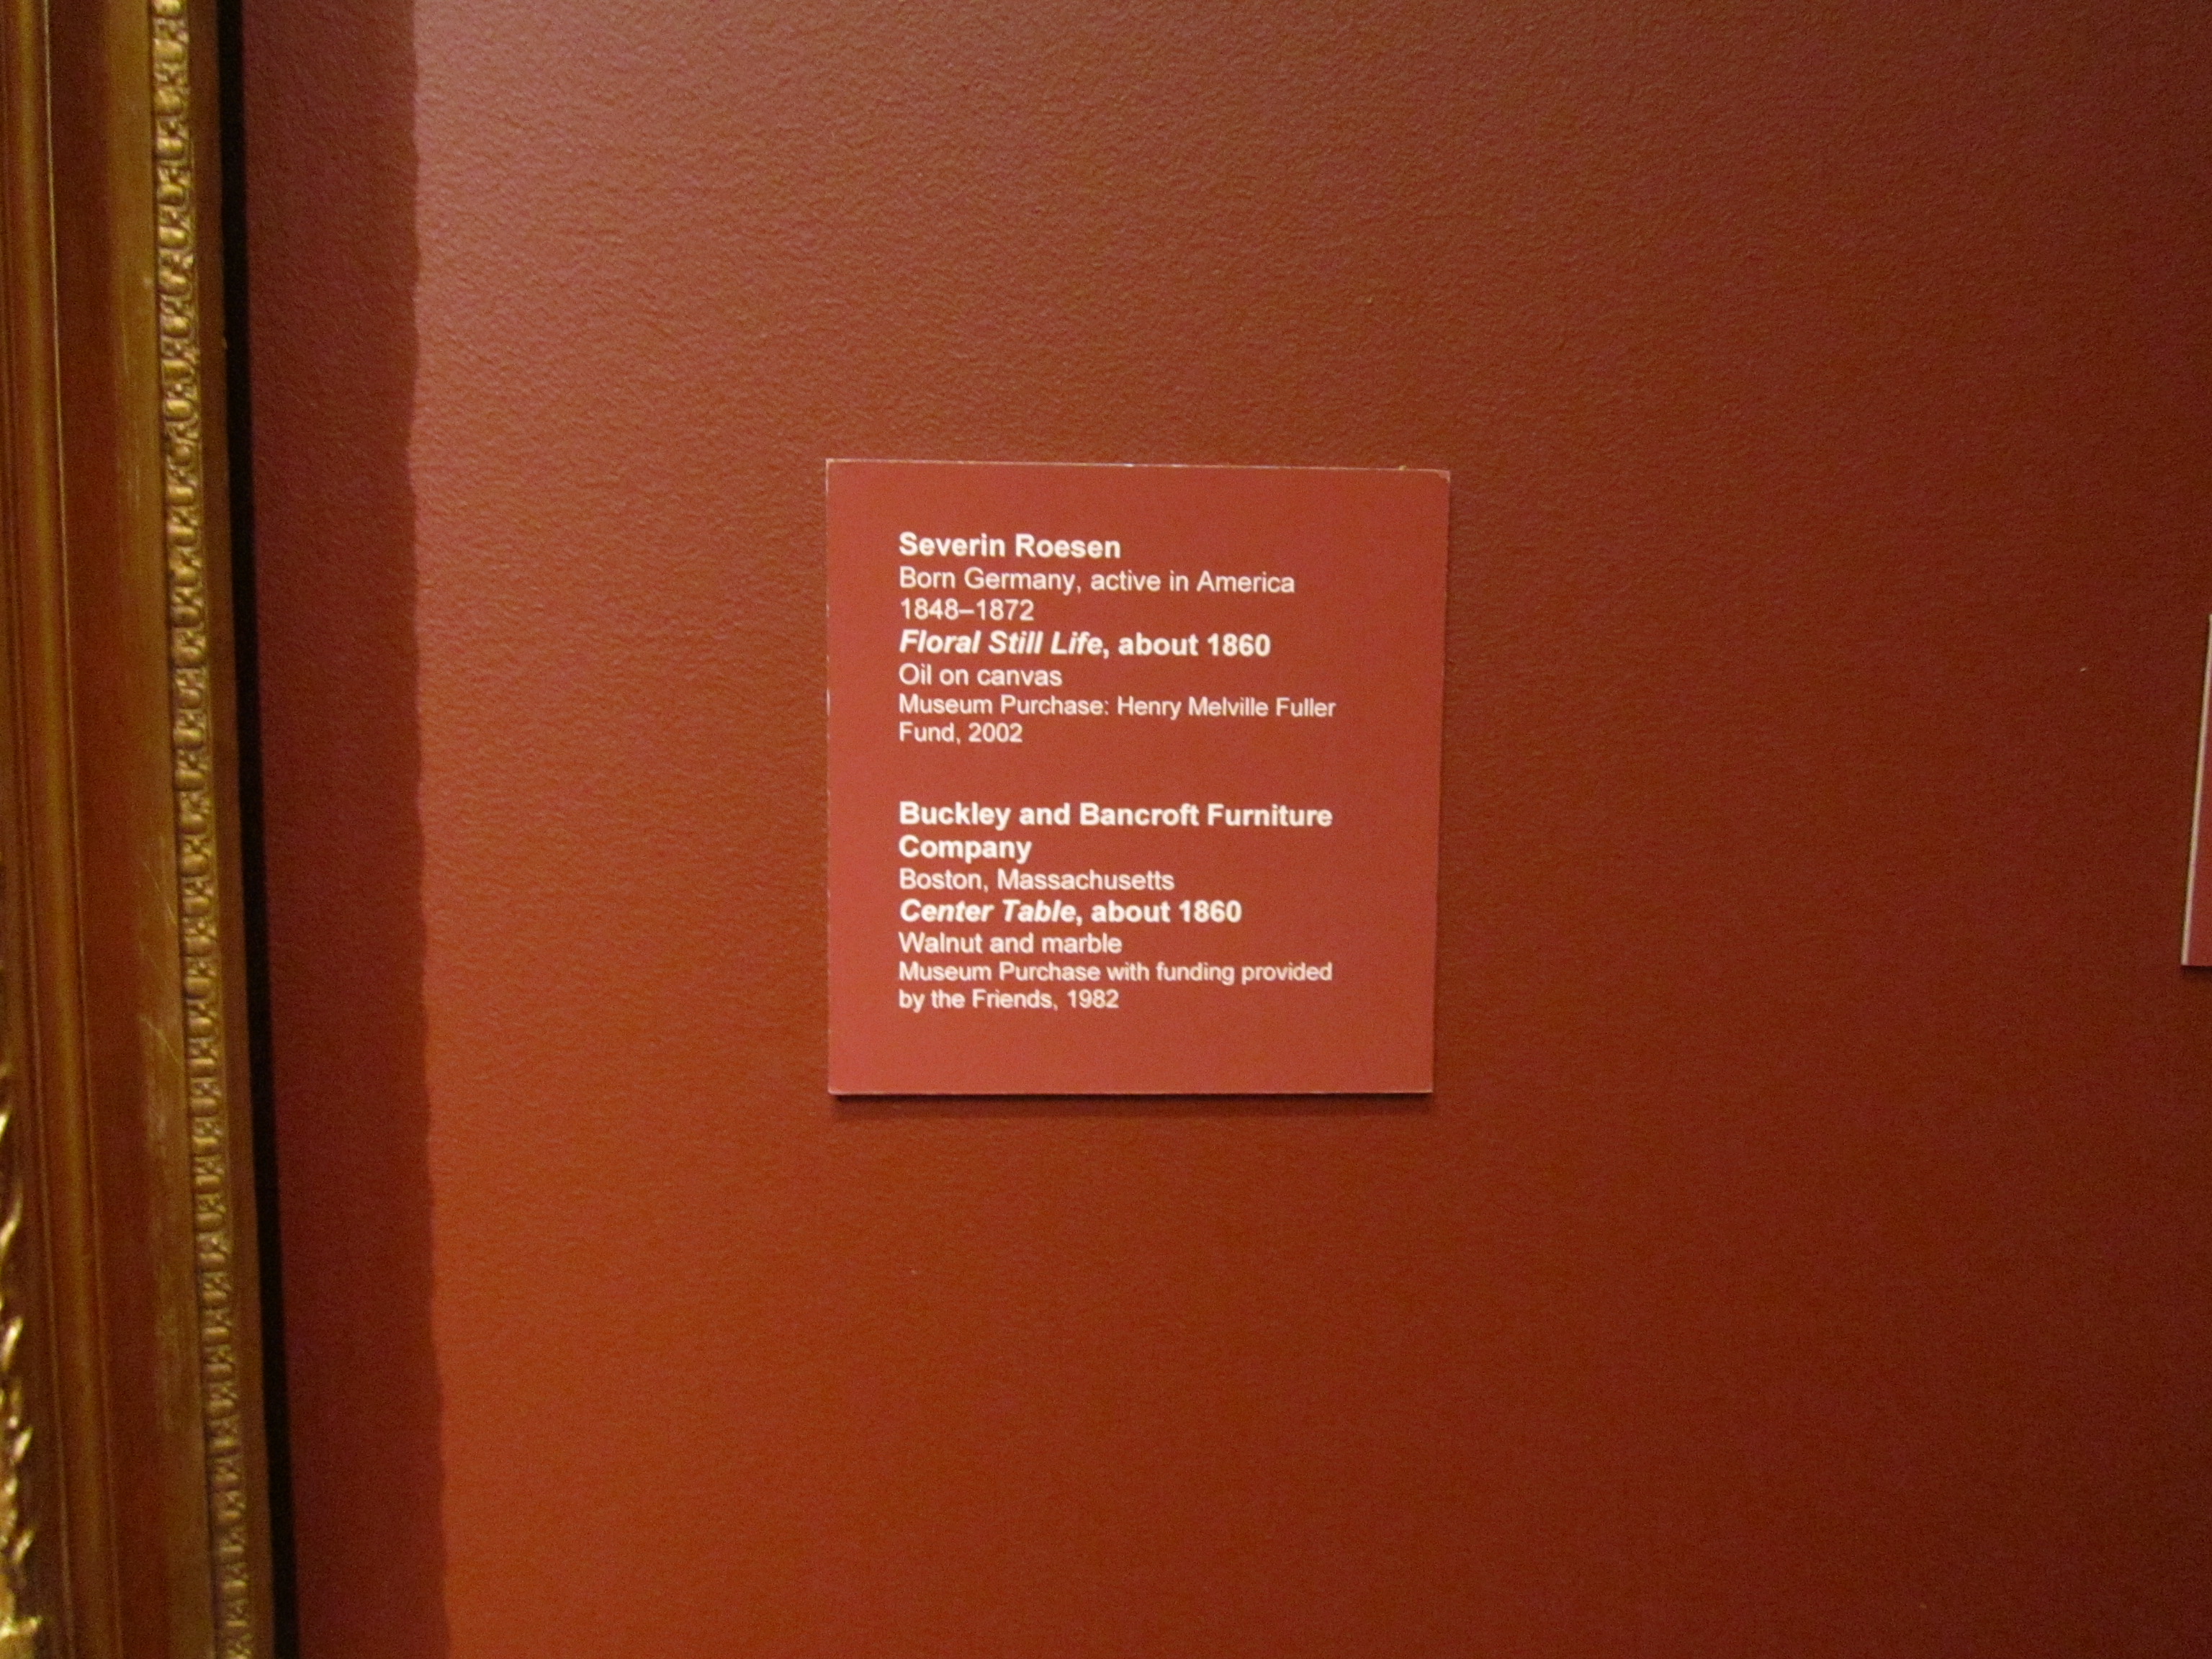 Severin Roesen
Born Germany, active in America
1848–1872
Floral Still Life, about 1860
Oil on canvas
Museum Purchase: Henry Melville Fuller
Fund, 2002
Buckley and Bancroft Furniture
Company
Boston, Massachusetts
Center Table, about 1860
Walnut and marble
Museum Purchase with funding provided
by the Friends, 1982